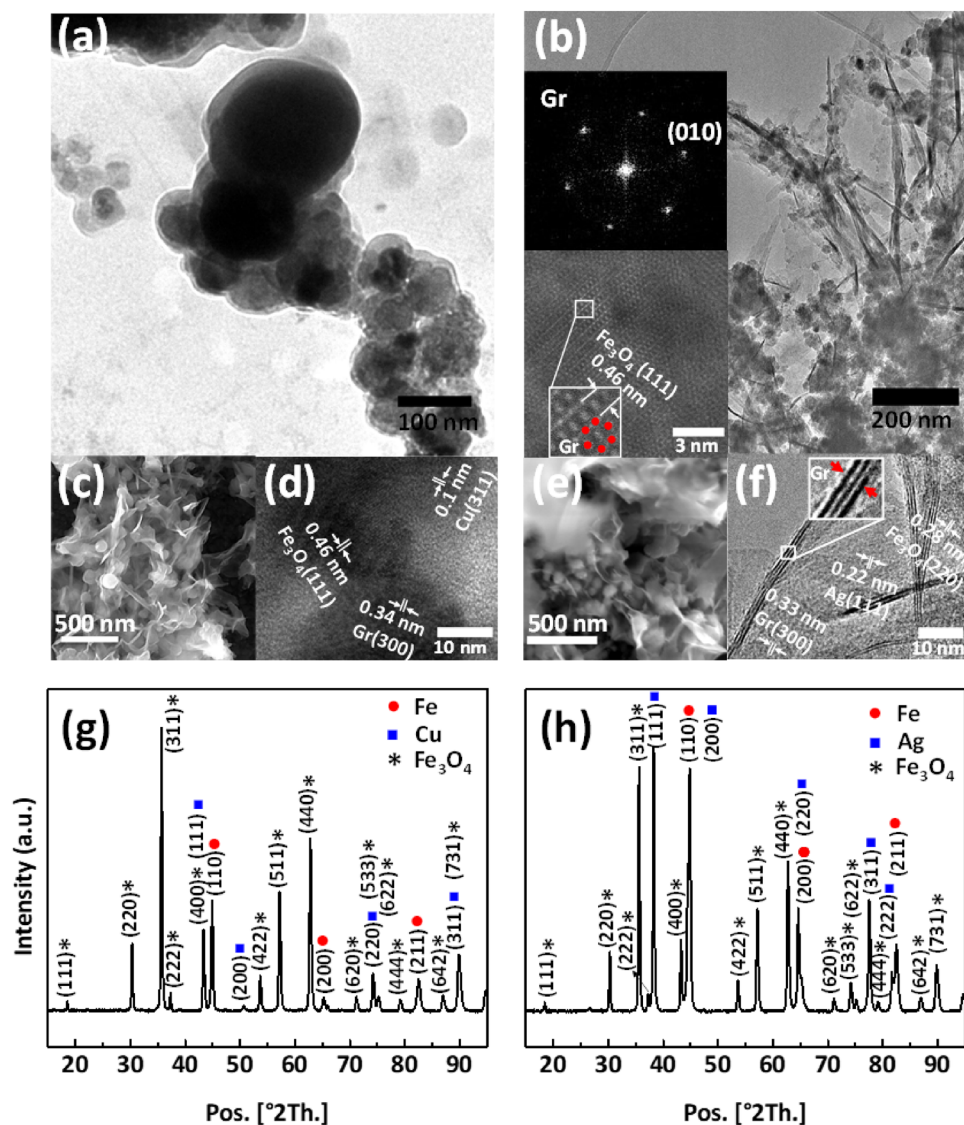 (a)
100 nm
(b)
Gr
(010)
Fe₃O₄ (111)
0.46 nm
Gr
3 nm
200 nm
(c)
500 nm
(d)
0.1 nm
Cu(311)
0.46 nm
Fe₃O₄(111)
0.34 nm
Gr(300)
10 nm
(e)
500 nm
(f)
Gr
0.28 nm
Fe₃O₄(220)
0.22 nm
Ag(111)
0.33 nm
Gr(300)
10 nm
(g)
● Fe
■ Cu
* Fe₃O₄
Intensity (a.u.)
(111)*
(220)*
(311)*
(222)*
(400)*
(111)
(110)
(200)
(422)*
(511)*
(440)*
(200)
(620)*
(220)
(533)*
(622)*
(444)*
(211)
(642)*
(311)
(731)*
20 30 40 50 60 70 80 90
Pos. [°2Th.]
(h)
● Fe
■ Ag
* Fe₃O₄
(111)*
(220)*
(222)*
(311)*
(111)
(400)*
(110)
(200)
(422)*
(511)*
(440)*
(200)
(220)
(620)*
(533)*
(622)*
(311)
(444)*
(222)
(211)
(642)*
(731)*
20 30 40 50 60 70 80 90
Pos. [°2Th.]